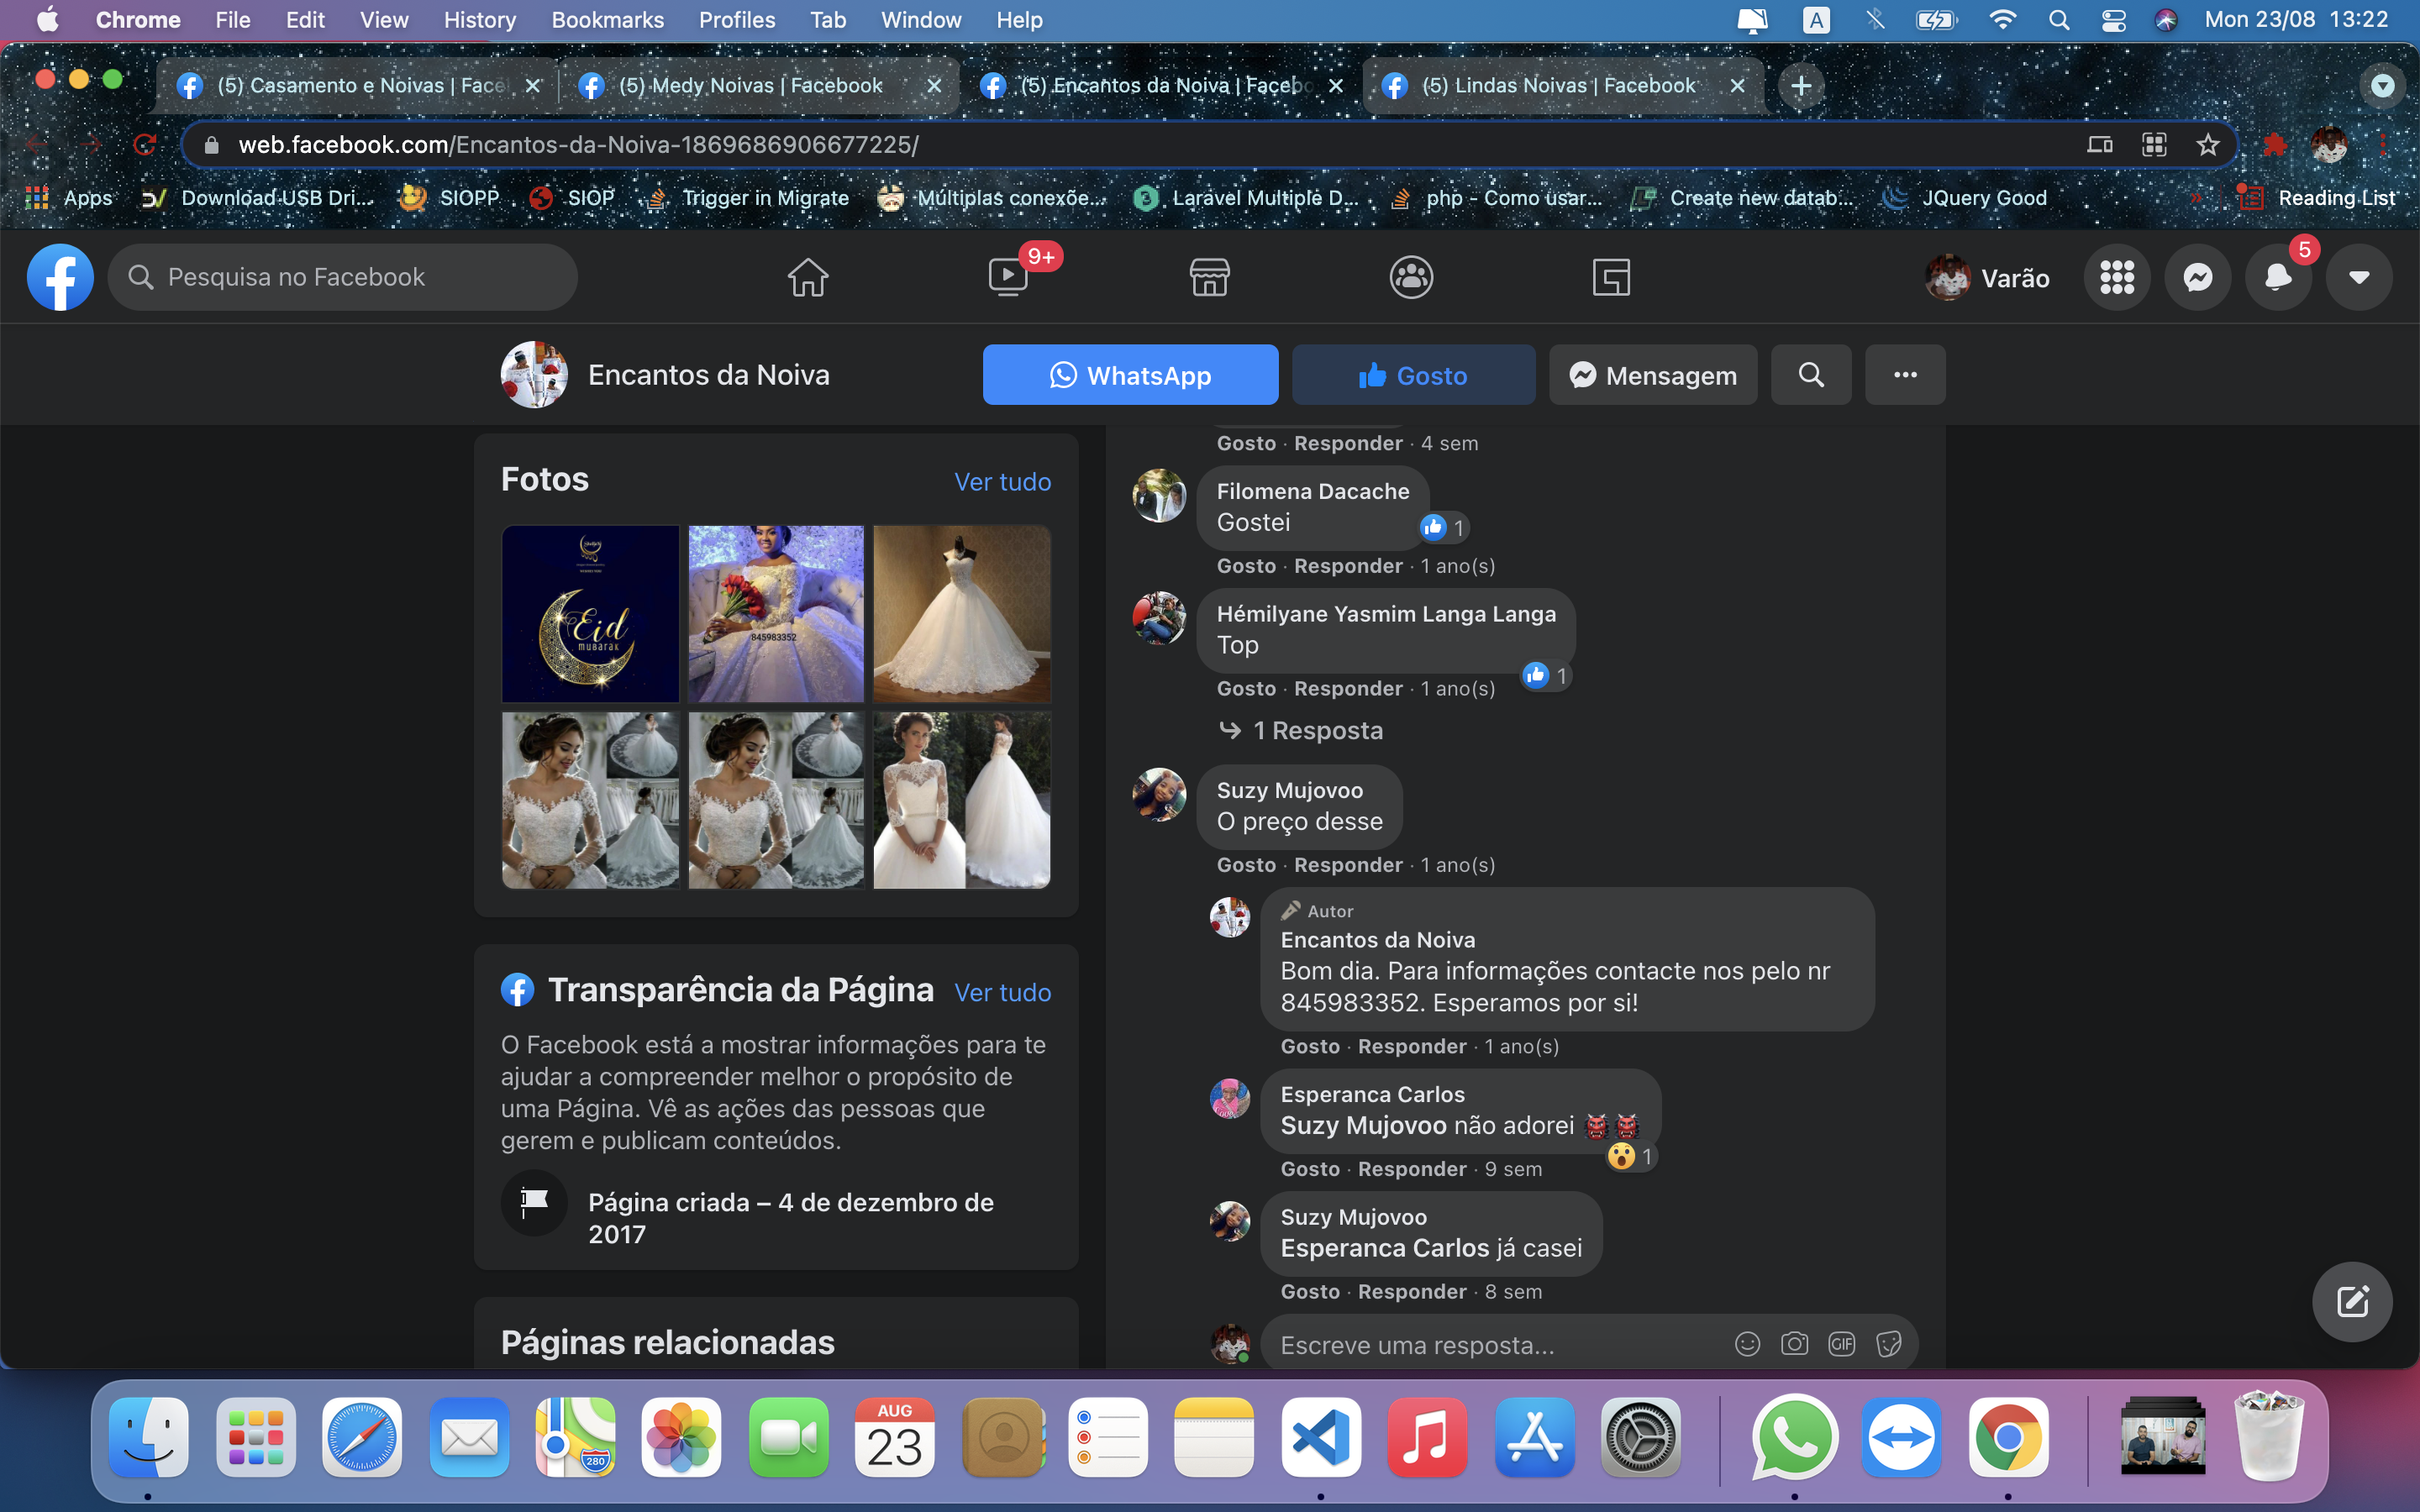 Chrome File Edit View History Bookmarks Profiles Tab Window Help A Mon 23/08 13:22
(5) Casamento e Noivas | Face (5) Medy Noivas | Facebook (5) Encantos da Noiva | Facebo (5) Lindas Noivas | Facebook
web.facebook.com/Encantos-da-Noiva-1869686906677225/
Apps Download USB Dri... SIOPP SIOP Trigger in Migrate Múltiplas conexõe... Laravel Multiple D... php - Como usar... Create new datab... JQuery Good » Reading List
Pesquisa no Facebook 9+ Varão 5
Encantos da Noiva WhatsApp Gosto Mensagem ...
Fotos Ver tudo
Eid
MUBARAK
845983352
Transparência da Página Ver tudo
O Facebook está a mostrar informações para te
ajudar a compreender melhor o propósito de
uma Página. Vê as ações das pessoas que
gerem e publicam conteúdos.
Página criada – 4 de dezembro de
2017
Páginas relacionadas
Gosto · Responder · 4 sem
Filomena Dacache
Gostei
1
Gosto · Responder · 1 ano(s)
Hémilyane Yasmim Langa Langa
Top
1
Gosto · Responder · 1 ano(s)
1 Resposta
Suzy Mujovoo
O preço desse
Gosto · Responder · 1 ano(s)
Autor
Encantos da Noiva
Bom dia. Para informações contacte nos pelo nr
845983352. Esperamos por si!
Gosto · Responder · 1 ano(s)
Esperanca Carlos
Suzy Mujovoo não adorei 👹👹
1
Gosto · Responder · 9 sem
Suzy Mujovoo
Esperanca Carlos já casei
Gosto · Responder · 8 sem
Escreve uma resposta... GIF
AUG
23
280